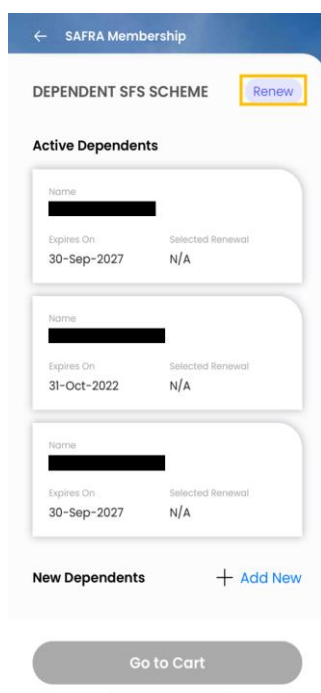 ← SAFRA Membership
DEPENDENT SFS SCHEME Renew
Active Dependents
Name
Expires On Selected Renewal
30-Sep-2027 N/A
Name
Expires On Selected Renewal
31-Oct-2022 N/A
Name
Expires On Selected Renewal
30-Sep-2027 N/A
New Dependents + Add New
Go to Cart